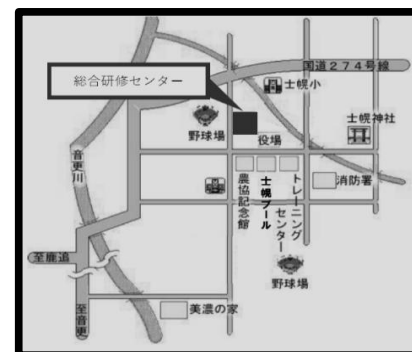 国道274号線
総合研修センター
士幌小
士幌神社
野球場
役場
音更川
農協記念館
士幌プール
トレーニングセンター
消防署
至鹿追
野球場
至音更
美濃の家